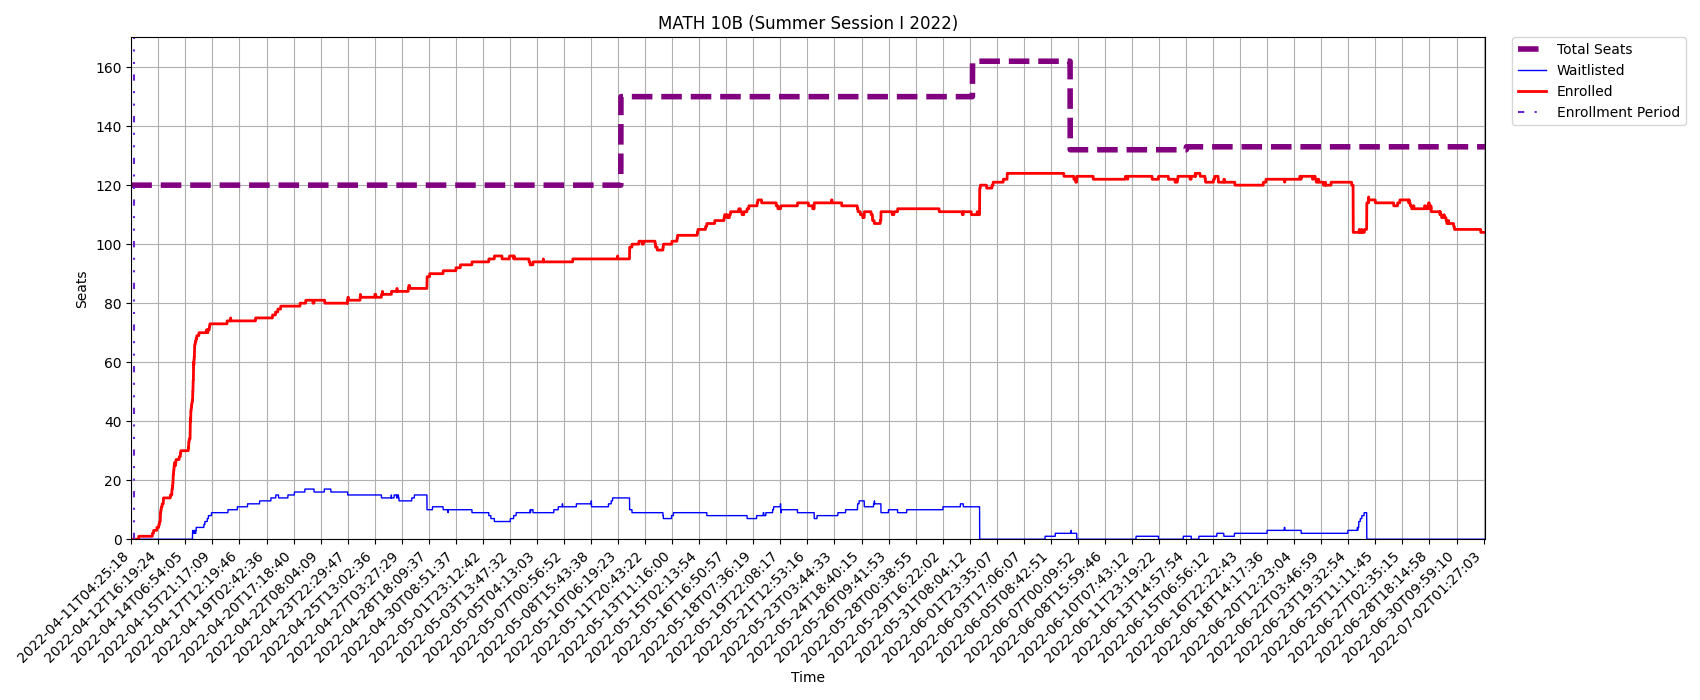 MATH 10B (Summer Session I 2022)
Total Seats
Waitlisted
Enrolled
Enrollment Period
Seats
160
140
120
100
80
60
40
20
0
2022-04-11T04:25:18
2022-04-12T16:19:24
2022-04-14T06:54:05
2022-04-15T21:17:09
2022-04-17T12:19:46
2022-04-19T02:42:36
2022-04-20T17:18:40
2022-04-22T08:04:09
2022-04-23T22:29:47
2022-04-25T13:02:36
2022-04-27T03:27:29
2022-04-28T18:09:37
2022-04-30T08:51:37
2022-05-01T23:12:42
2022-05-03T13:47:32
2022-05-05T04:13:03
2022-05-07T00:56:52
2022-05-08T15:43:38
2022-05-10T06:19:23
2022-05-11T20:43:22
2022-05-13T11:16:00
2022-05-15T02:13:54
2022-05-16T16:50:57
2022-05-18T07:36:19
2022-05-19T22:08:17
2022-05-21T12:53:16
2022-05-23T03:44:33
2022-05-24T18:40:15
2022-05-26T09:41:53
2022-05-28T00:38:55
2022-05-29T16:22:02
2022-05-31T08:04:12
2022-06-01T23:35:07
2022-06-03T17:06:07
2022-06-05T08:42:51
2022-06-07T00:09:52
2022-06-08T15:59:46
2022-06-10T07:43:12
2022-06-11T23:19:22
2022-06-13T14:57:54
2022-06-15T06:56:12
2022-06-16T22:22:43
2022-06-18T14:17:36
2022-06-20T12:23:04
2022-06-22T03:46:59
2022-06-23T19:32:54
2022-06-25T11:11:45
2022-06-27T02:35:15
2022-06-28T18:14:58
2022-06-30T09:59:10
2022-07-02T01:27:03
Time